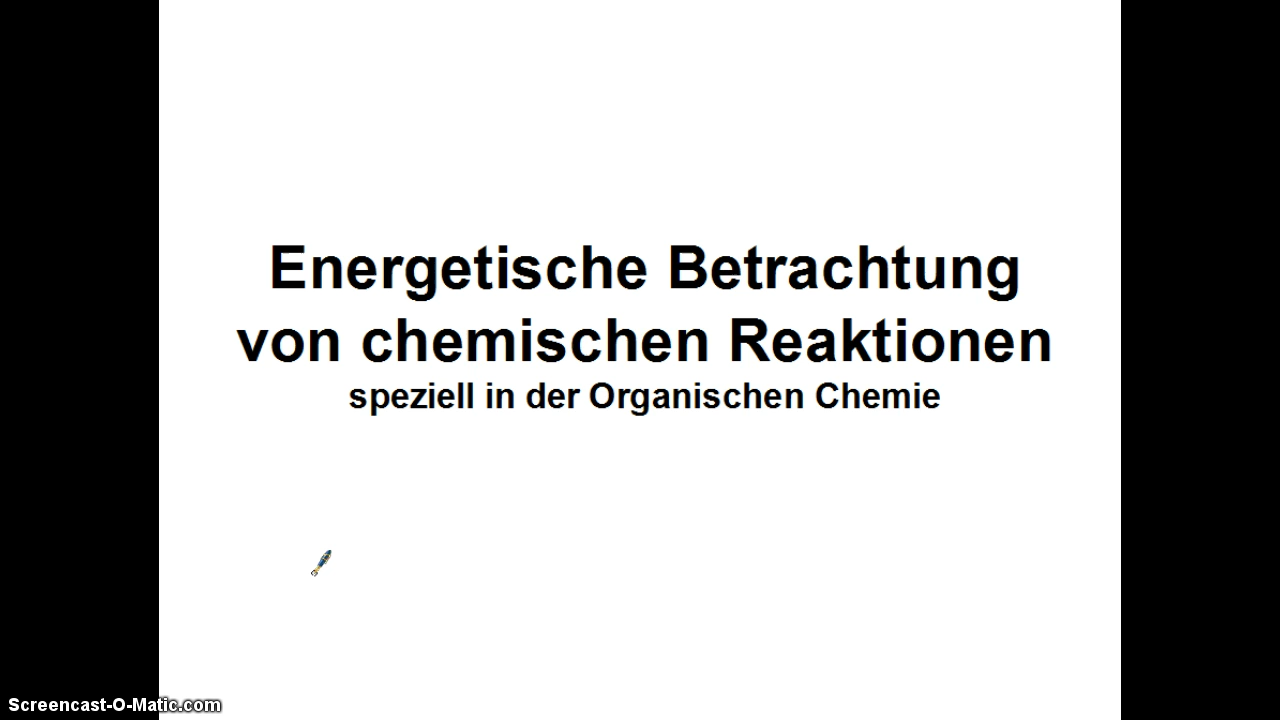 Energetische Betrachtung
von chemischen Reaktionen
speziell in der Organischen Chemie
Screencast-O-Matic.com